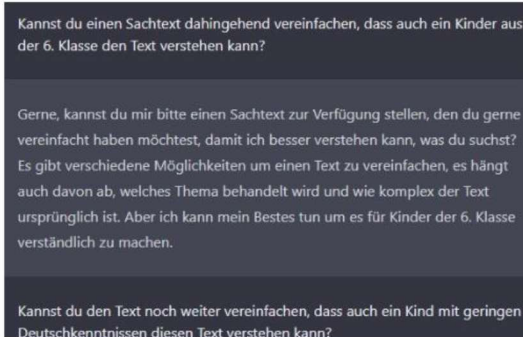 Kannst du einen Sachtext dahingehend vereinfachen, dass auch ein Kinder aus
der 6. Klasse den Text verstehen kann?
Gerne, kannst du mir bitte einen Sachtext zur Verfügung stellen, den du gerne
vereinfacht haben möchtest, damit ich besser verstehen kann, was du suchst?
Es gibt verschiedene Möglichkeiten um einen Text zu vereinfachen, es hängt
auch davon ab, welches Thema behandelt wird und wie komplex der Text
ursprünglich ist. Aber ich kann mein Bestes tun um es für Kinder der 6. Klasse
verständlich zu machen.
Kannst du den Text noch weiter vereinfachen, dass auch ein Kind mit geringen
Deutschkenntnissen diesen Text verstehen kann?